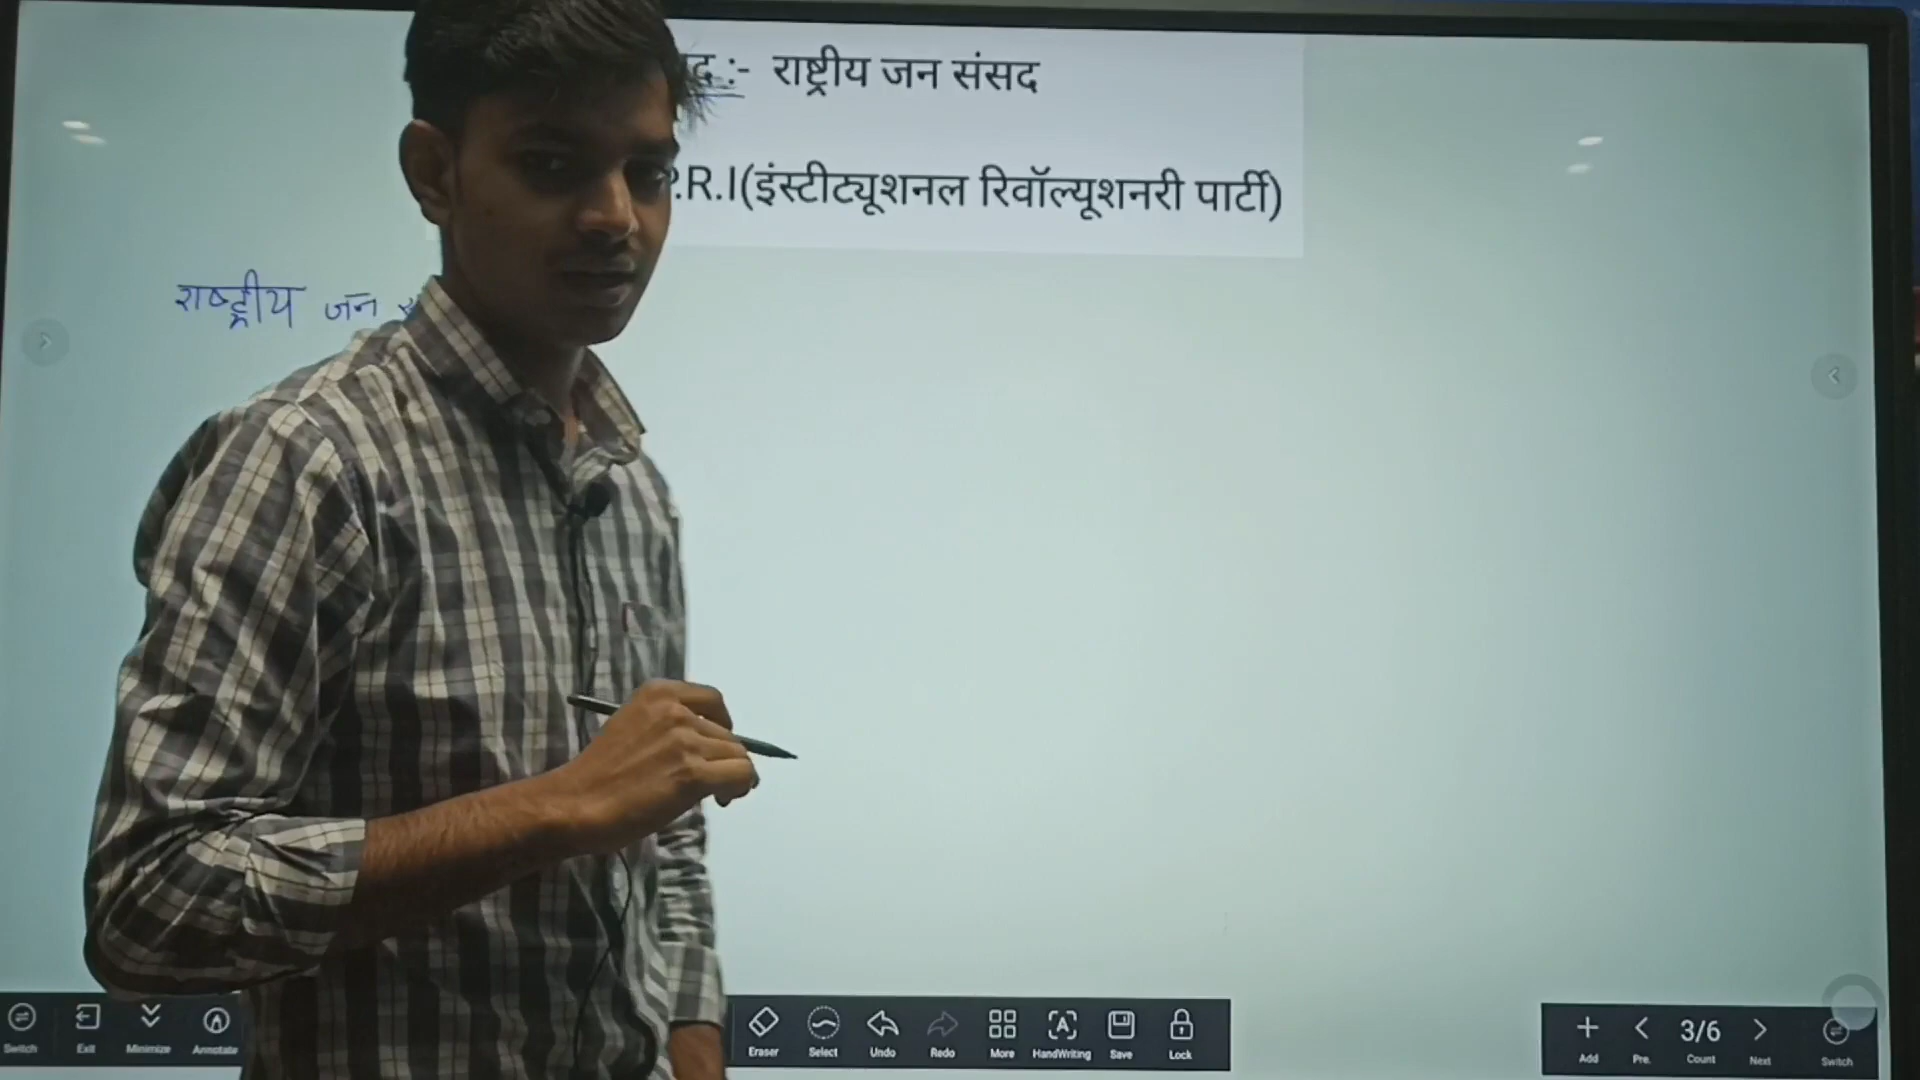 :- राष्ट्रीय जन संसद
P.R.I(इंस्टीट्यूशनल रिवॉल्यूशनरी पार्टी)
राष्ट्रीय जन
Switch Exit Minimize Annotate Eraser Select Undo Redo More HandWriting Save Lock Add Pre. 3/6 Count Next Switch